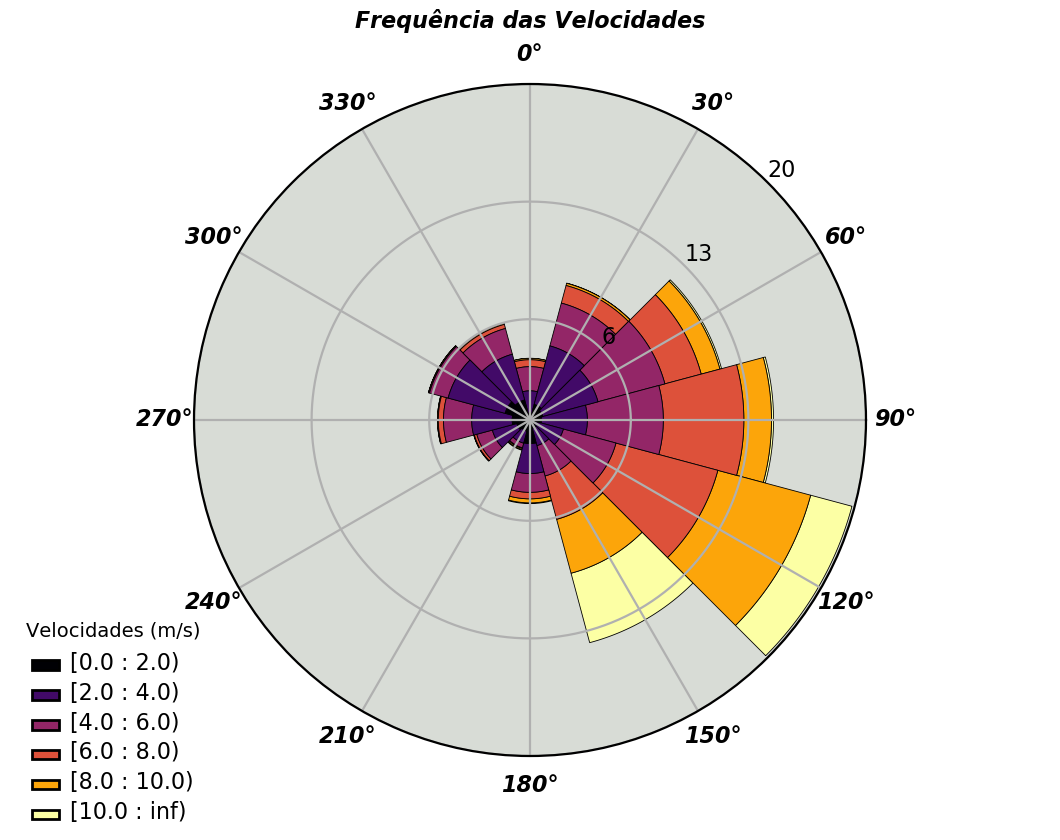 Frequência das Velocidades
0°
330°
30°
20
300°
60°
13
6
270°
90°
240°
120°
210°
150°
180°
Velocidades (m/s)
[0.0 : 2.0)
[2.0 : 4.0)
[4.0 : 6.0)
[6.0 : 8.0)
[8.0 : 10.0)
[10.0 : inf)